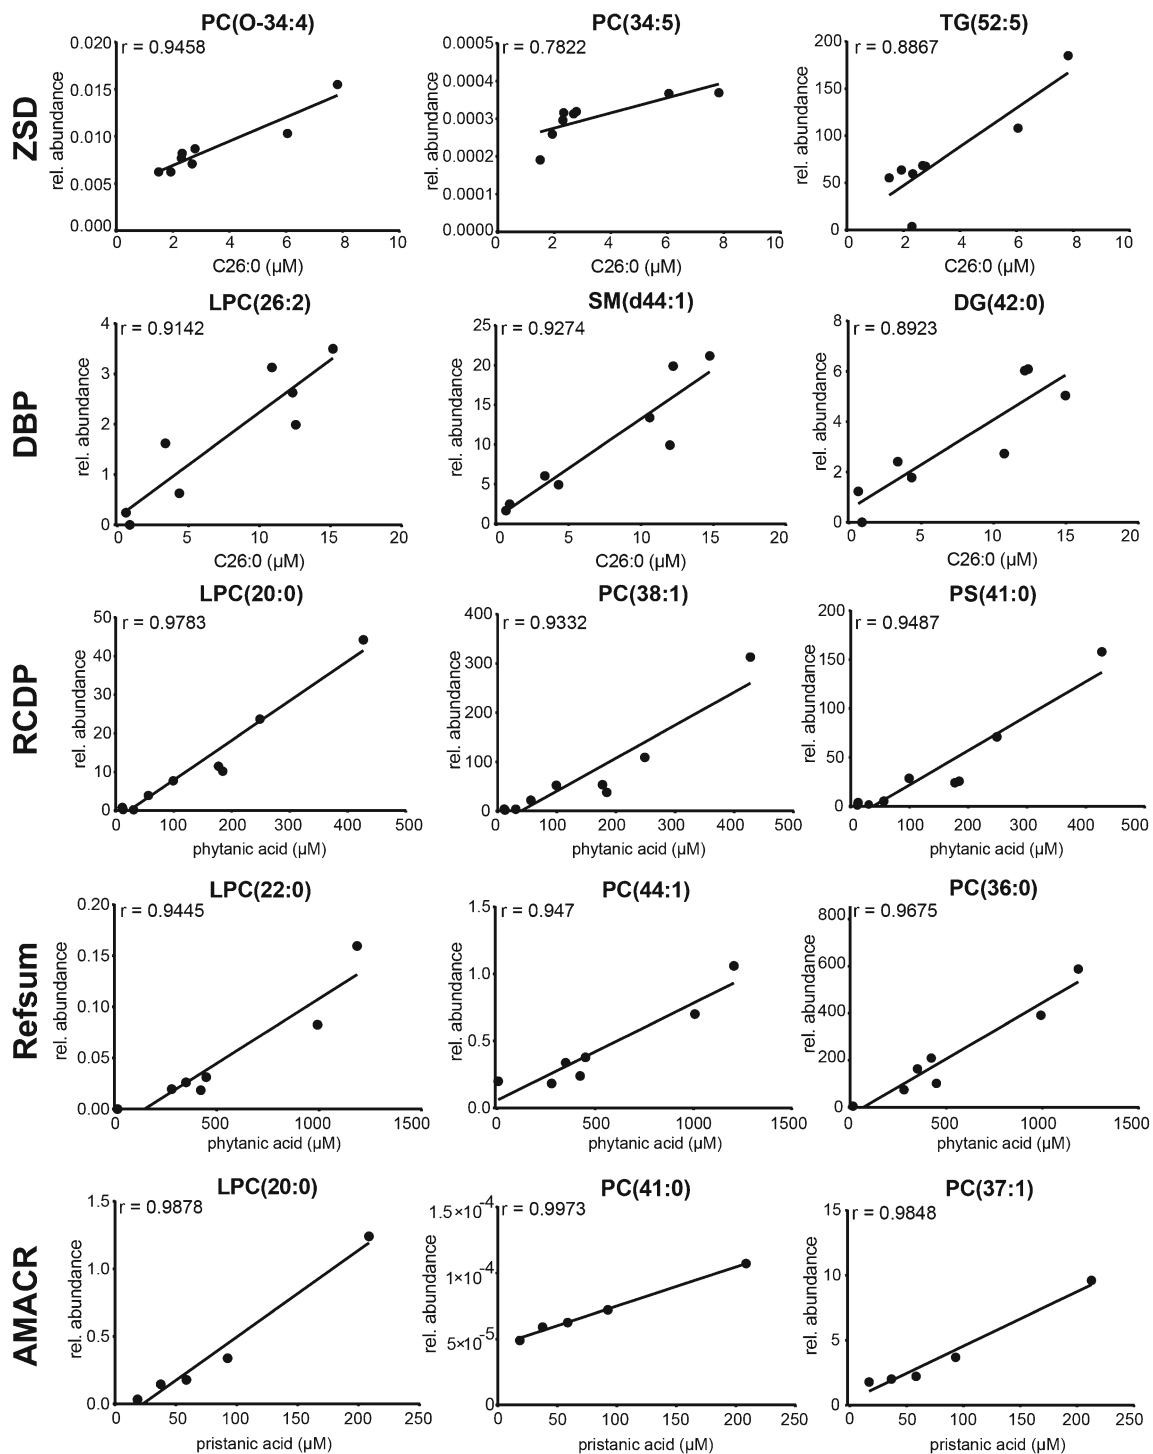 ZSD
PC(O-34:4)
r = 0.9458
rel. abundance
0.020
0.015
0.010
0.005
0.000
0 2 4 6 8 10
C26:0 (µM)
PC(34:5)
r = 0.7822
rel. abundance
0.0005
0.0004
0.0003
0.0002
0.0001
0.0000
0 2 4 6 8 10
C26:0 (µM)
TG(52:5)
r = 0.8867
rel. abundance
200
150
100
50
0
0 2 4 6 8 10
C26:0 (µM)
DBP
LPC(26:2)
r = 0.9142
rel. abundance
4
3
2
1
0
0 5 10 15 20
C26:0 (µM)
SM(d44:1)
r = 0.9274
rel. abundance
25
20
15
10
5
0
0 5 10 15 20
C26:0 (µM)
DG(42:0)
r = 0.8923
rel. abundance
8
6
4
2
0
0 5 10 15 20
C26:0 (µM)
RCDP
LPC(20:0)
r = 0.9783
rel. abundance
50
40
30
20
10
0
0 100 200 300 400 500
phytanic acid (µM)
PC(38:1)
r = 0.9332
rel. abundance
400
300
200
100
0
0 100 200 300 400 500
phytanic acid (µM)
PS(41:0)
r = 0.9487
rel. abundance
200
150
100
50
0
0 100 200 300 400 500
phytanic acid (µM)
Refsum
LPC(22:0)
r = 0.9445
rel. abundance
0.20
0.15
0.10
0.05
0.00
0 500 1000 1500
phytanic acid (µM)
PC(44:1)
r = 0.947
rel. abundance
1.5
1.0
0.5
0.0
0 500 1000 1500
phytanic acid (µM)
PC(36:0)
r = 0.9675
rel. abundance
800
600
400
200
0
0 500 1000 1500
phytanic acid (µM)
AMACR
LPC(20:0)
r = 0.9878
rel. abundance
1.5
1.0
0.5
0.0
0 50 100 150 200 250
pristanic acid (µM)
PC(41:0)
r = 0.9973
rel. abundance
1.5×10⁻⁴
1×10⁻⁴
5×10⁻⁵
0
0 50 100 150 200 250
pristanic acid (µM)
PC(37:1)
r = 0.9848
rel. abundance
15
10
5
0
0 50 100 150 200 250
pristanic acid (µM)